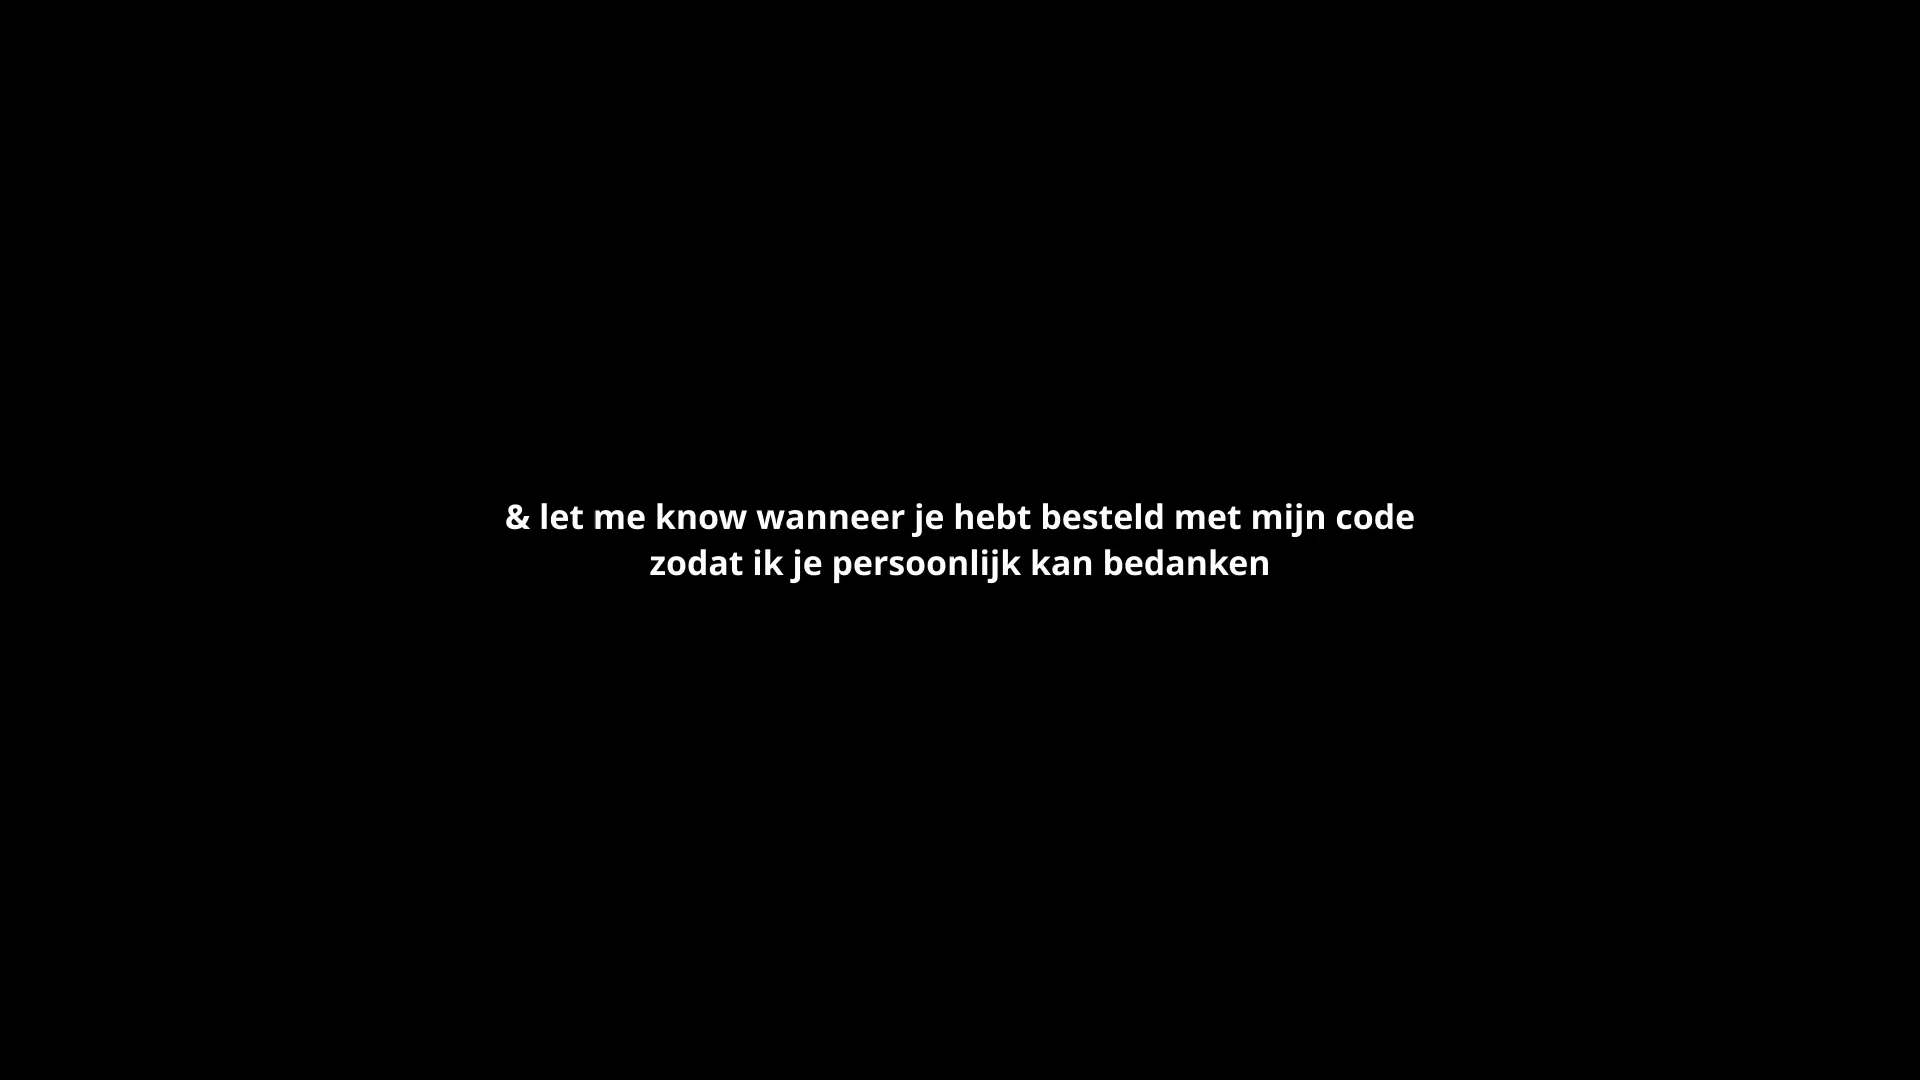 & let me know wanneer je hebt besteld met mijn code
zodat ik je persoonlijk kan bedanken